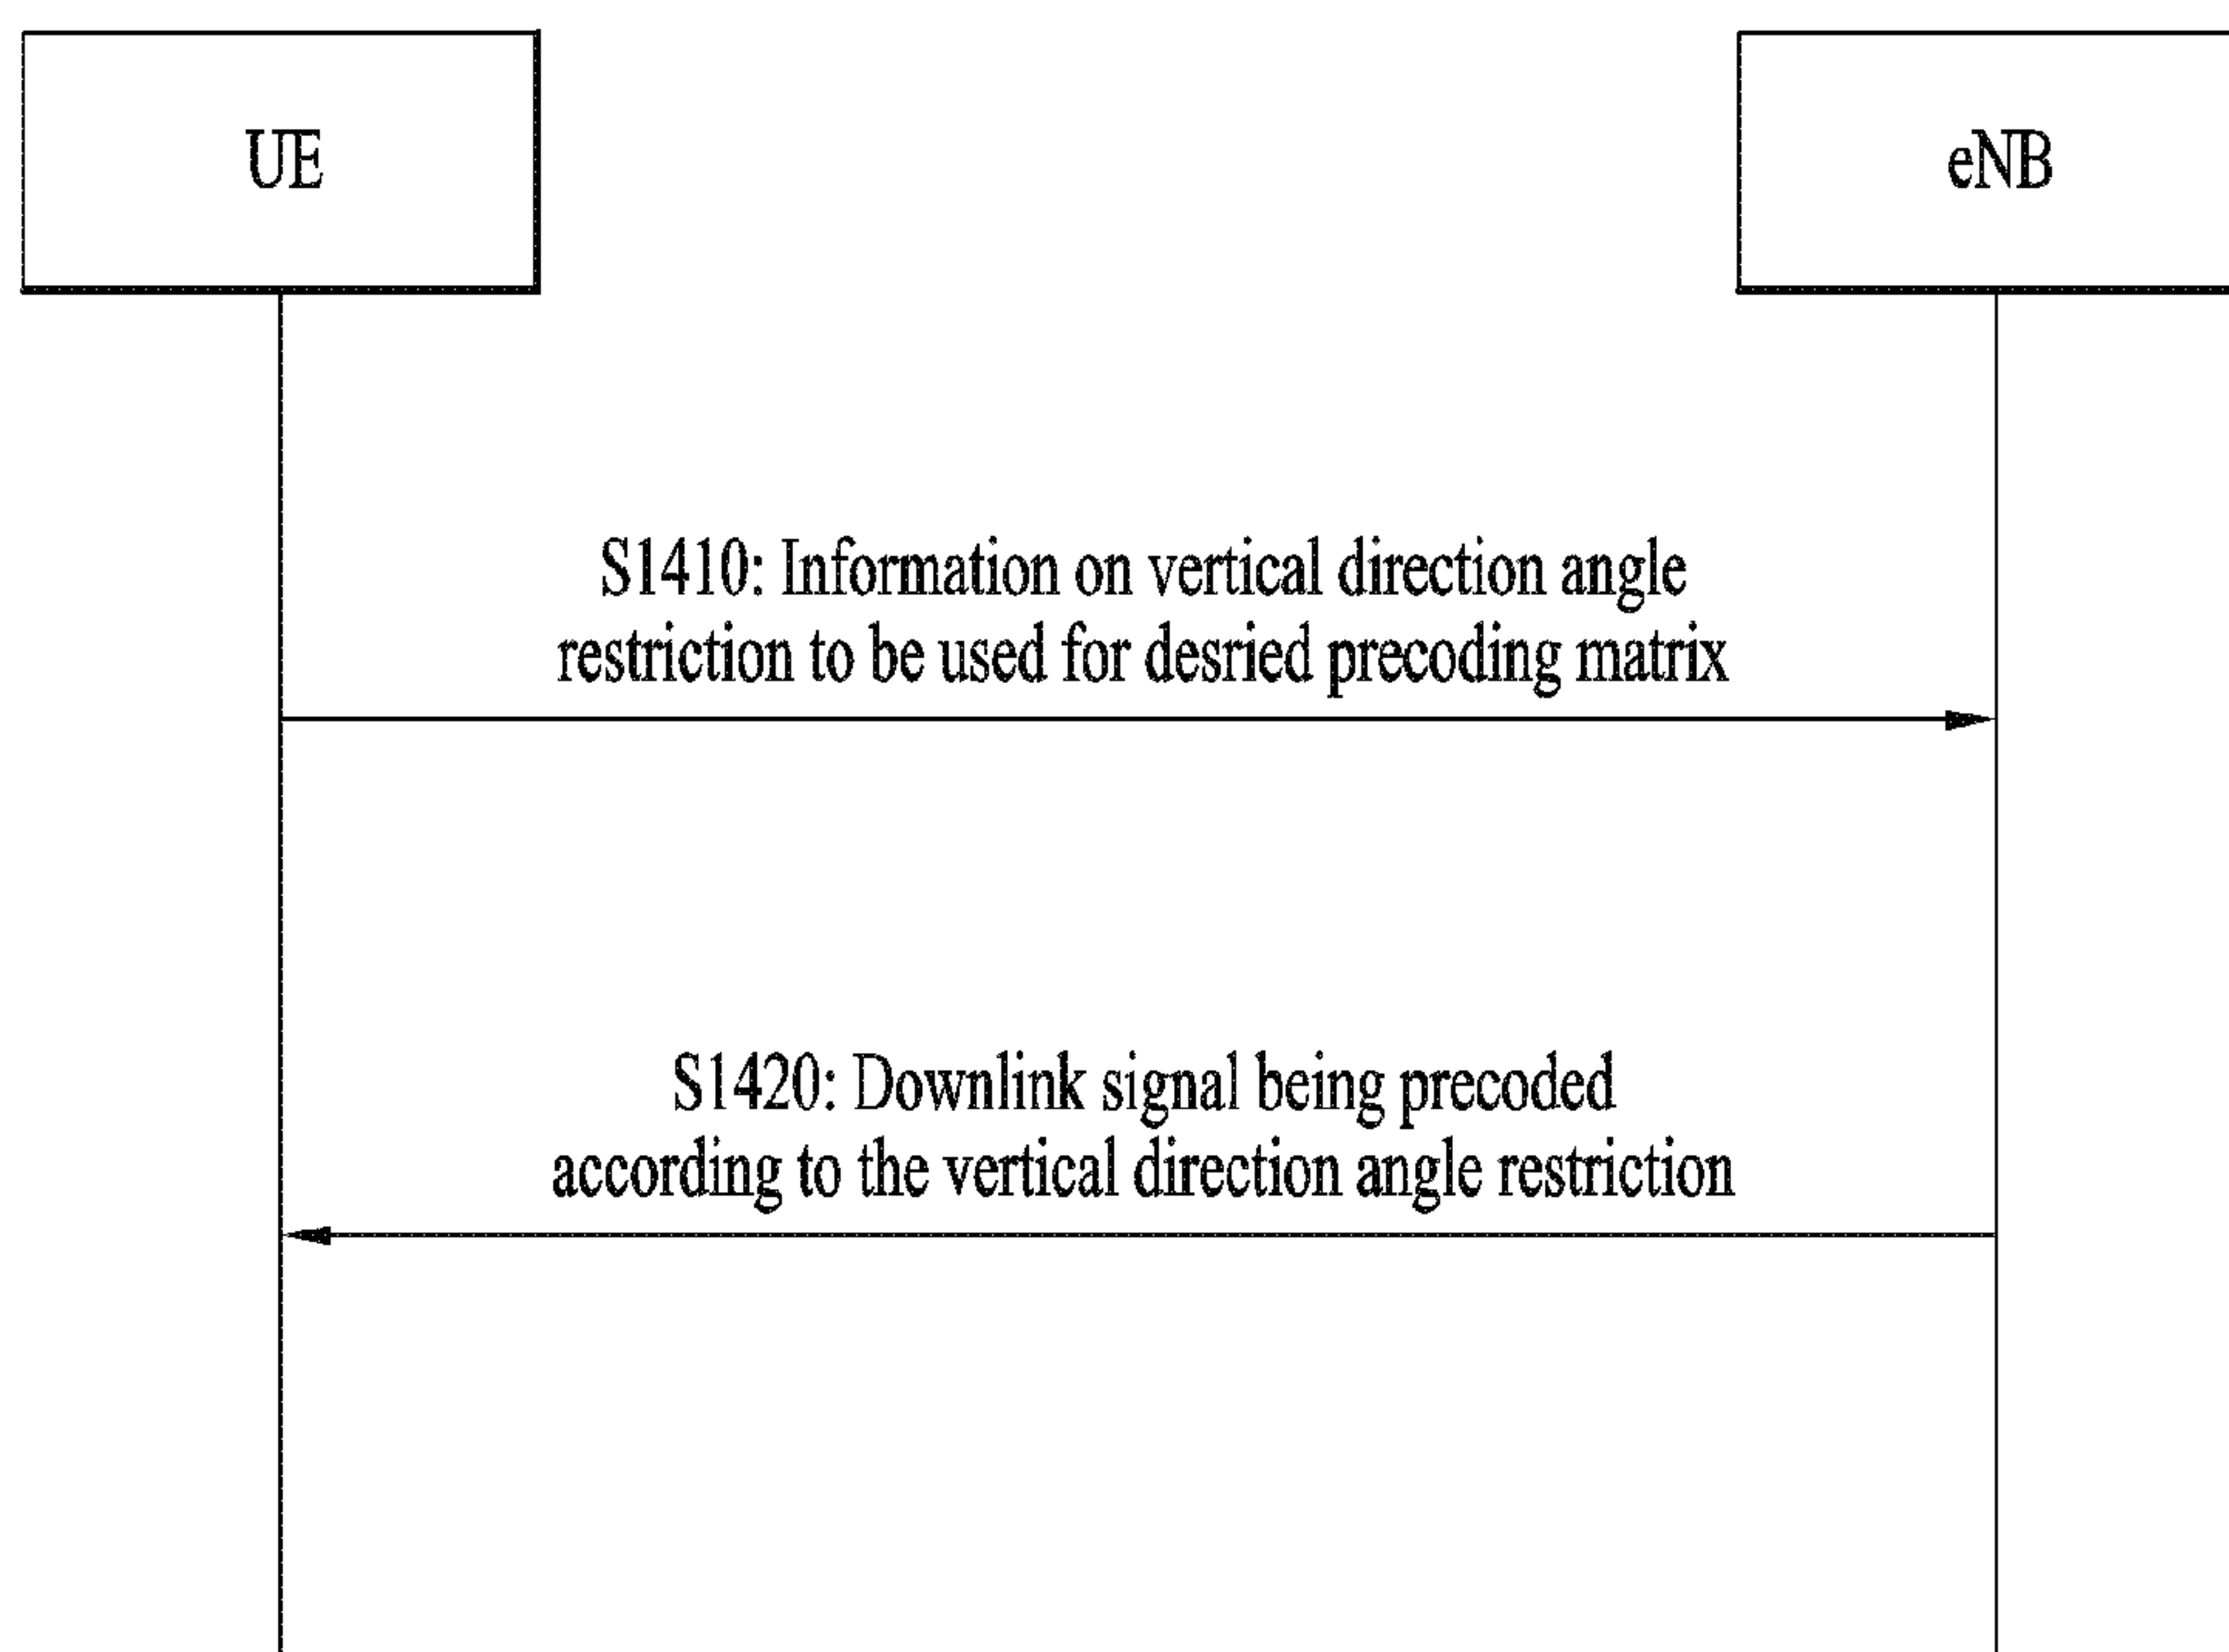 UE
eNB
S1410: Information on vertical direction angle
restriction to be used for desried precoding matrix
S1420: Downlink signal being precoded
according to the vertical direction angle restriction